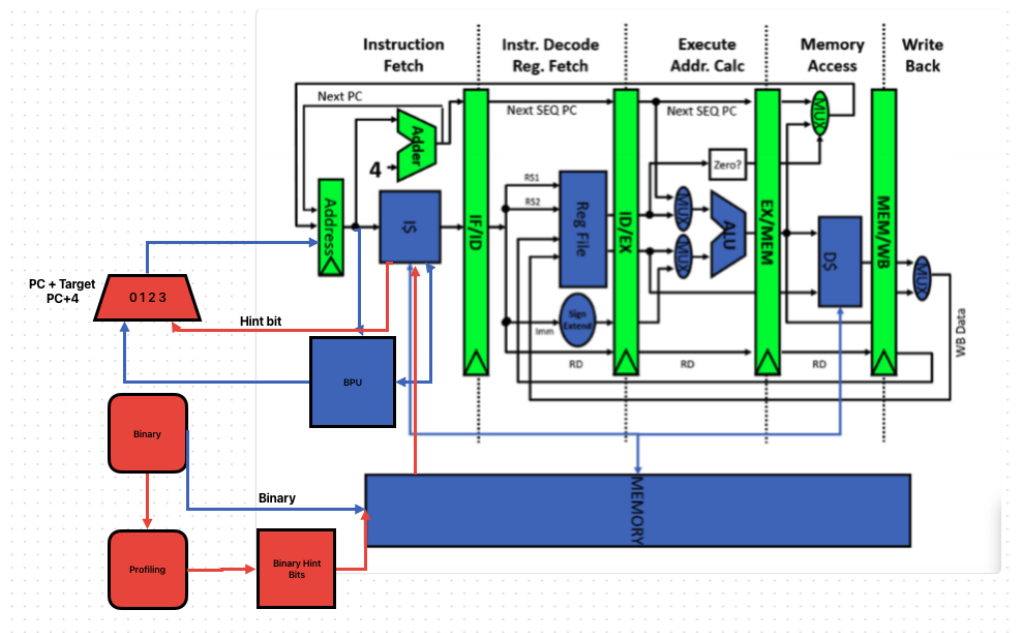 Instruction
Fetch
Instr. Decode
Reg. Fetch
Execute
Addr. Calc
Memory
Access
Write
Back
Next PC
Next SEQ PC
Next SEQ PC
MUX
Adder
4
Zero?
RS1
RS2
Address
I$
IF/ID
Reg File
ID/EX
MUX
MUX
ALU
EX/MEM
D$
MEM/WB
MUX
PC + Target
PC+4
0 1 2 3
Hint bit
Sign
Extend
Imm
RD
RD
RD
WB Data
BPU
Binary
Binary
MEMORY
Profiling
Binary Hint
Bits